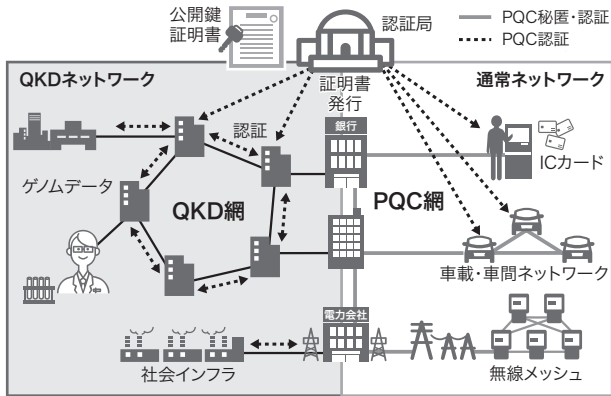 公開鍵
証明書
認証局
PQC秘匿・認証
PQC認証
QKDネットワーク
通常ネットワーク
証明書
発行
認証
銀行
ICカード
ゲノムデータ
QKD網
PQC網
車載・車間ネットワーク
電力会社
社会インフラ
無線メッシュ